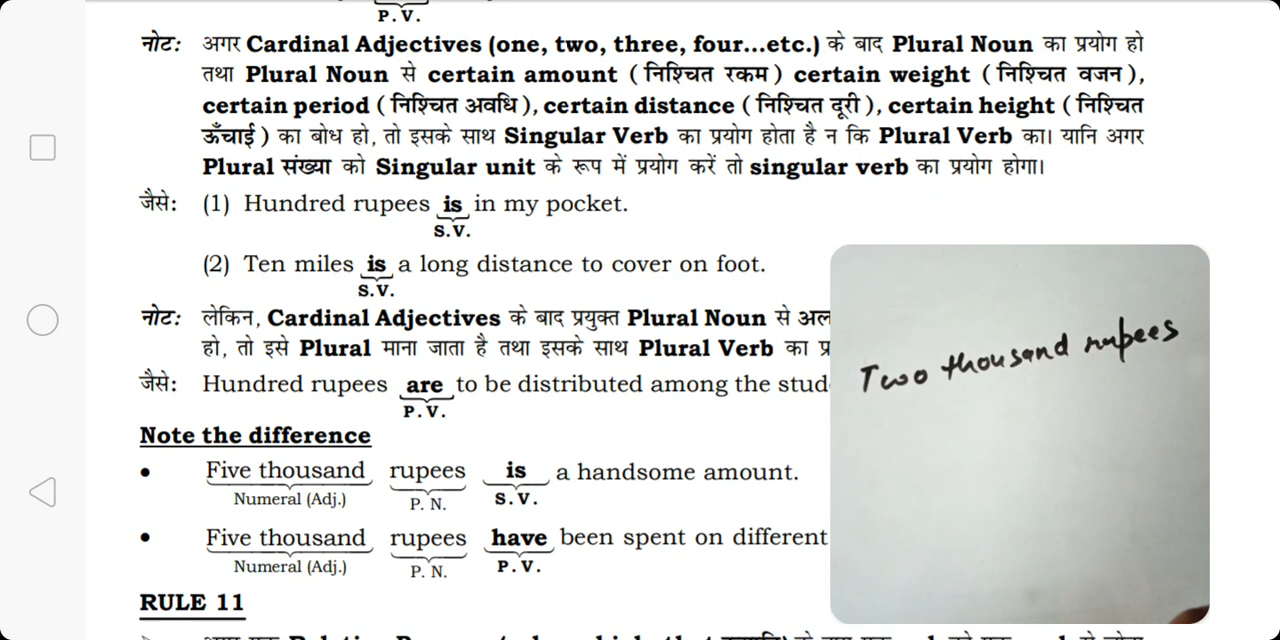 P.V.
नोट: अगर Cardinal Adjectives (one, two, three, four...etc.) के बाद Plural Noun का प्रयोग हो
तथा Plural Noun से certain amount (निश्चित रकम) certain weight (निश्चित वजन),
certain period (निश्चित अवधि), certain distance (निश्चित दूरी), certain height (निश्चित
ऊँचाई) का बोध हो, तो इसके साथ Singular Verb का प्रयोग होता है न कि Plural Verb का। यानि अगर
Plural संख्या को Singular unit के रूप में प्रयोग करें तो singular verb का प्रयोग होगा।
जैसे: (1) Hundred rupees is in my pocket.
S.V.
(2) Ten miles is a long distance to cover on foot.
S.V.
नोट: लेकिन, Cardinal Adjectives के बाद प्रयुक्त Plural Noun से
हो, तो इसे Plural माना जाता है तथा इसके साथ Plural Verb का
जैसे: Hundred rupees are to be distributed among the
P.V.
Two thousand rupees
Note the difference
• Five thousand rupees is a handsome amount.
Numeral (Adj.) P. N. S.V.
• Five thousand rupees have been spent on different
Numeral (Adj.) P. N. P.V.
RULE 11